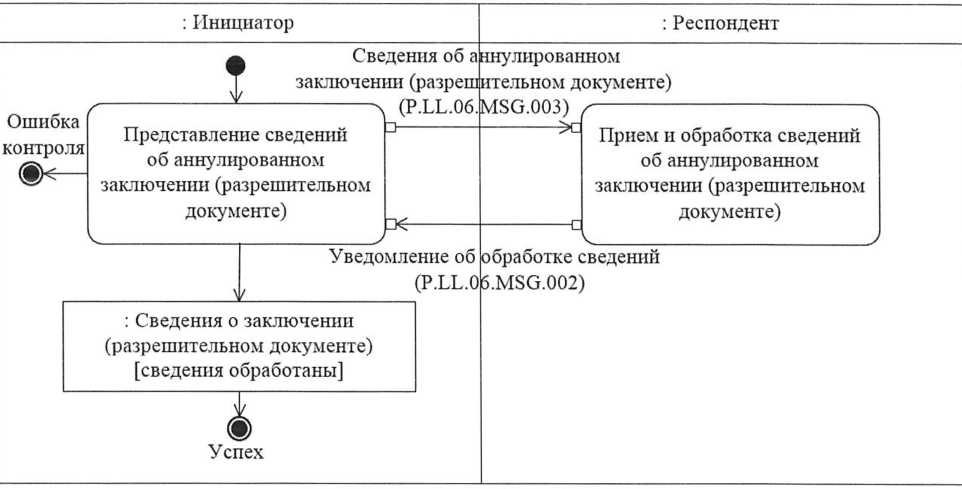 : Инициатор
: Респондент
Сведения об аннулированном
заключении (разрешительном документе)
(P.LL.06.MSG.003)
Ошибка
контроля
Представление сведений
об аннулированном
заключении (разрешительном
документе)
Прием и обработка сведений
об аннулированном
заключении (разрешительном
документе)
Уведомление об обработке сведений
(P.LL.06.MSG.002)
: Сведения о заключении
(разрешительном документе)
[сведения обработаны]
Успех